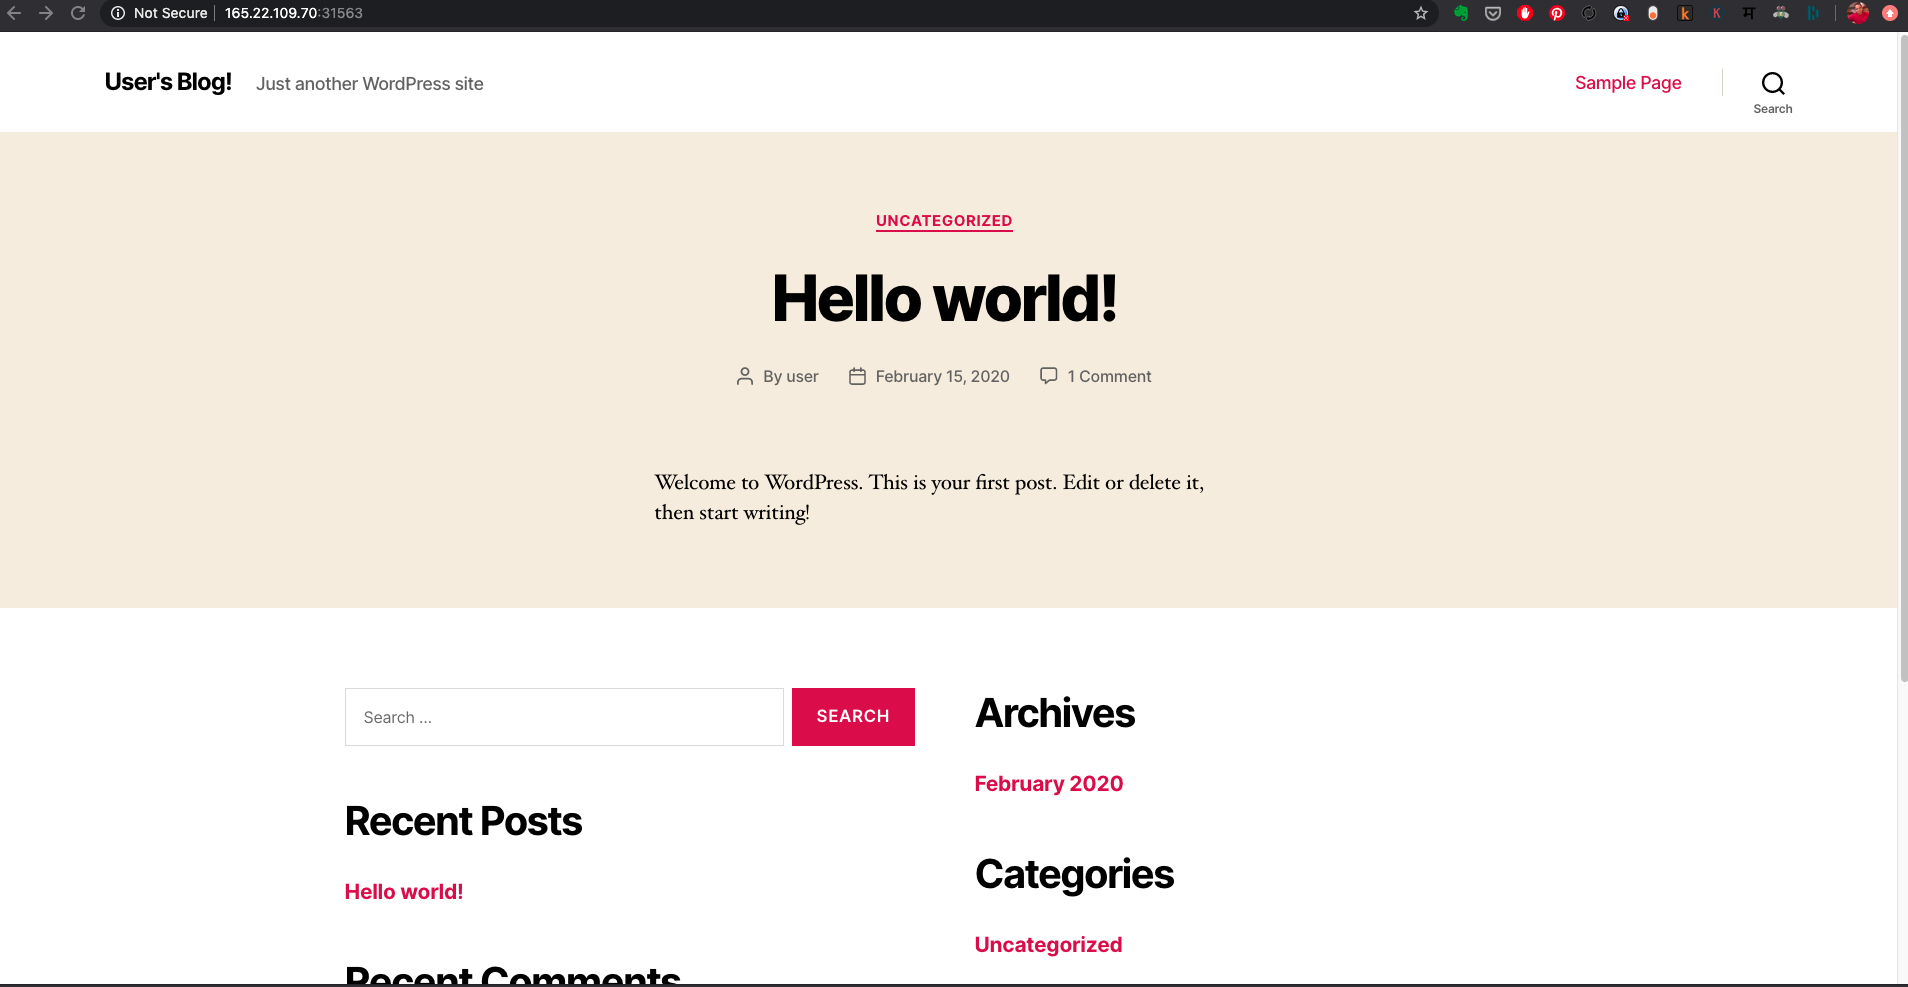 Not Secure 165.22.109.70:31563
User's Blog! Just another WordPress site
Sample Page
Search
UNCATEGORIZED
Hello world!
By user February 15, 2020 1 Comment
Welcome to WordPress. This is your first post. Edit or delete it,
then start writing!
Search …
SEARCH
Recent Posts
Hello world!
Recent Comments
Archives
February 2020
Categories
Uncategorized